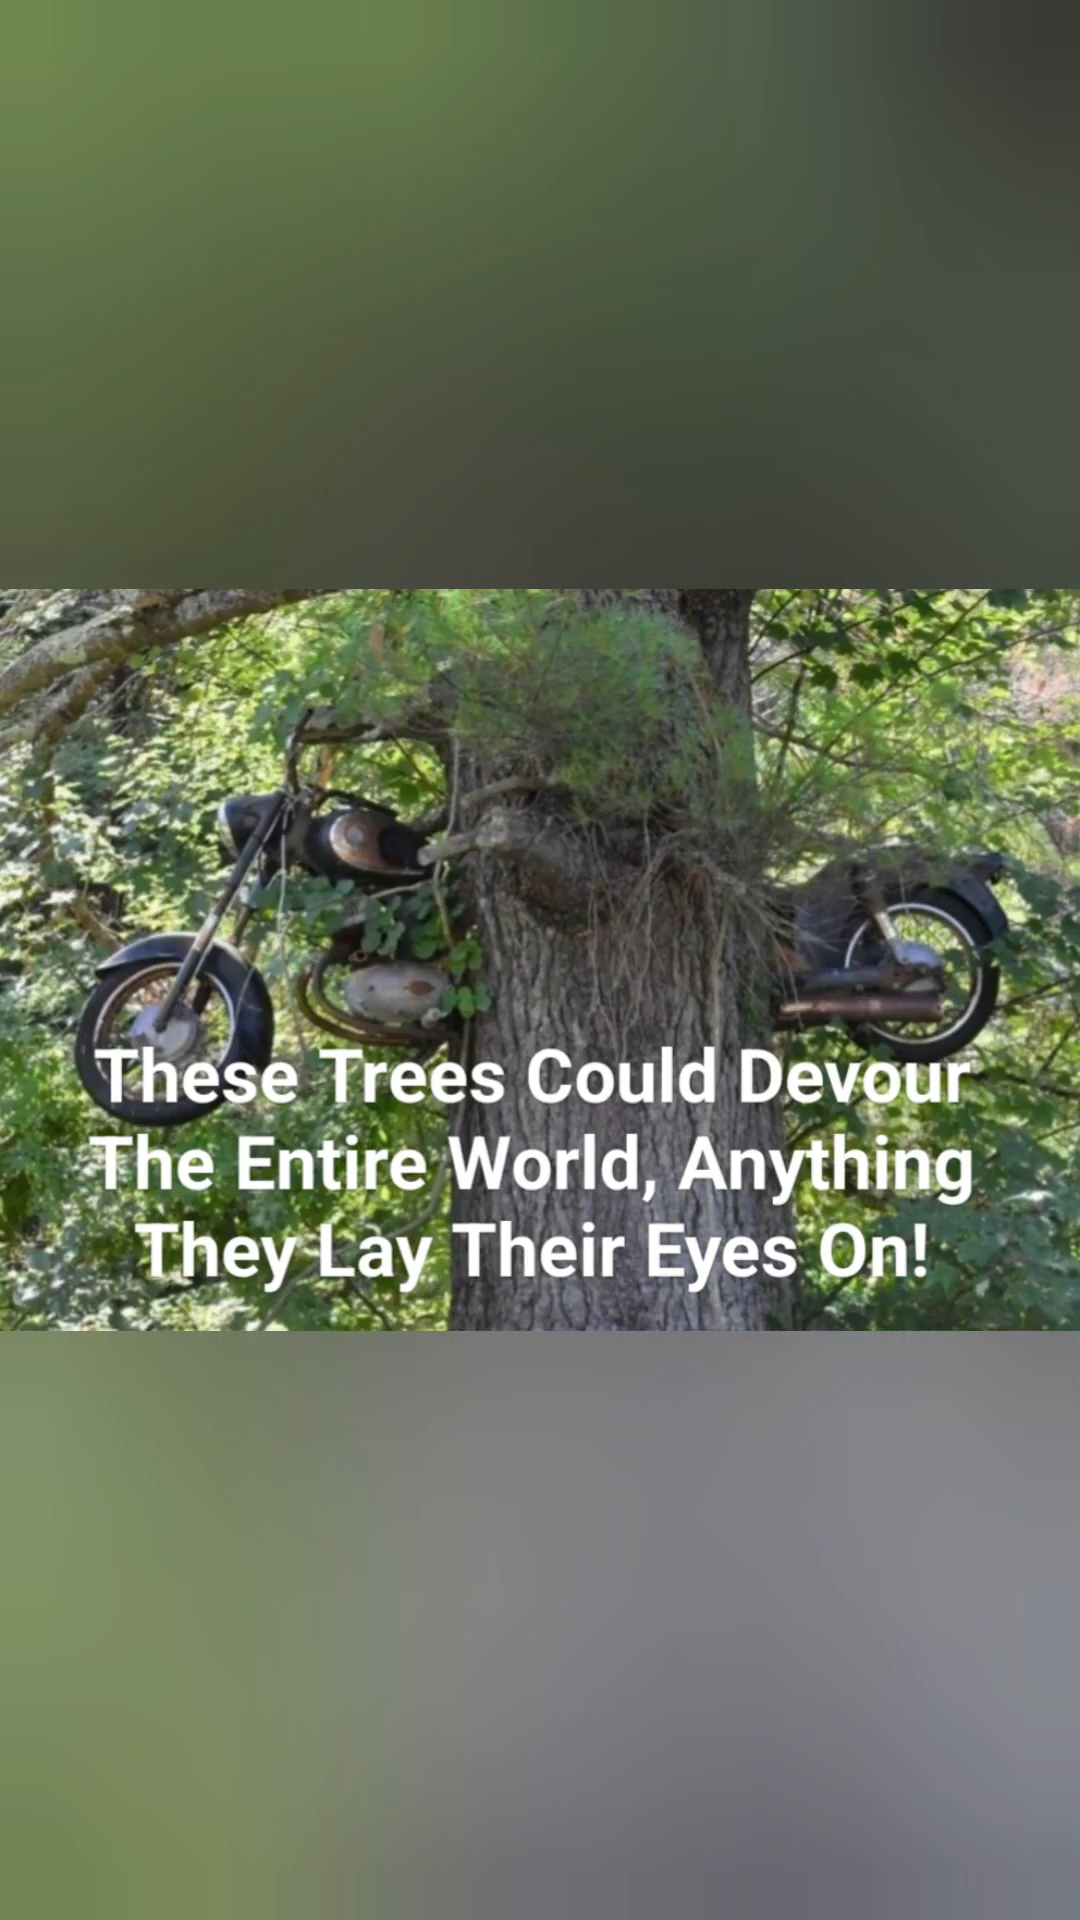 These Trees Could Devour
The Entire World, Anything
They Lay Their Eyes On!